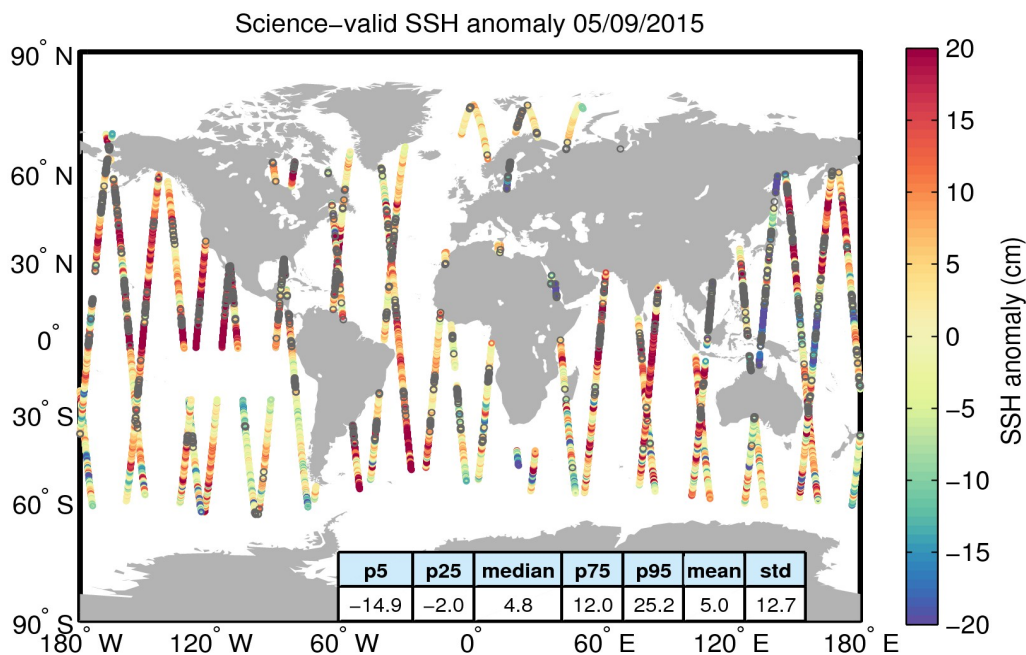 Science−valid SSH anomaly 05/09/2015
90° N
60° N
30° N
0°
30° S
60° S
90° S
180° W
120° W
60° W
0°
60° E
120° E
180° E
p5 p25 median p75 p95 mean std
−14.9 −2.0 4.8 12.0 25.2 5.0 12.7
20
15
10
5
0
−5
−10
−15
−20
SSH anomaly (cm)